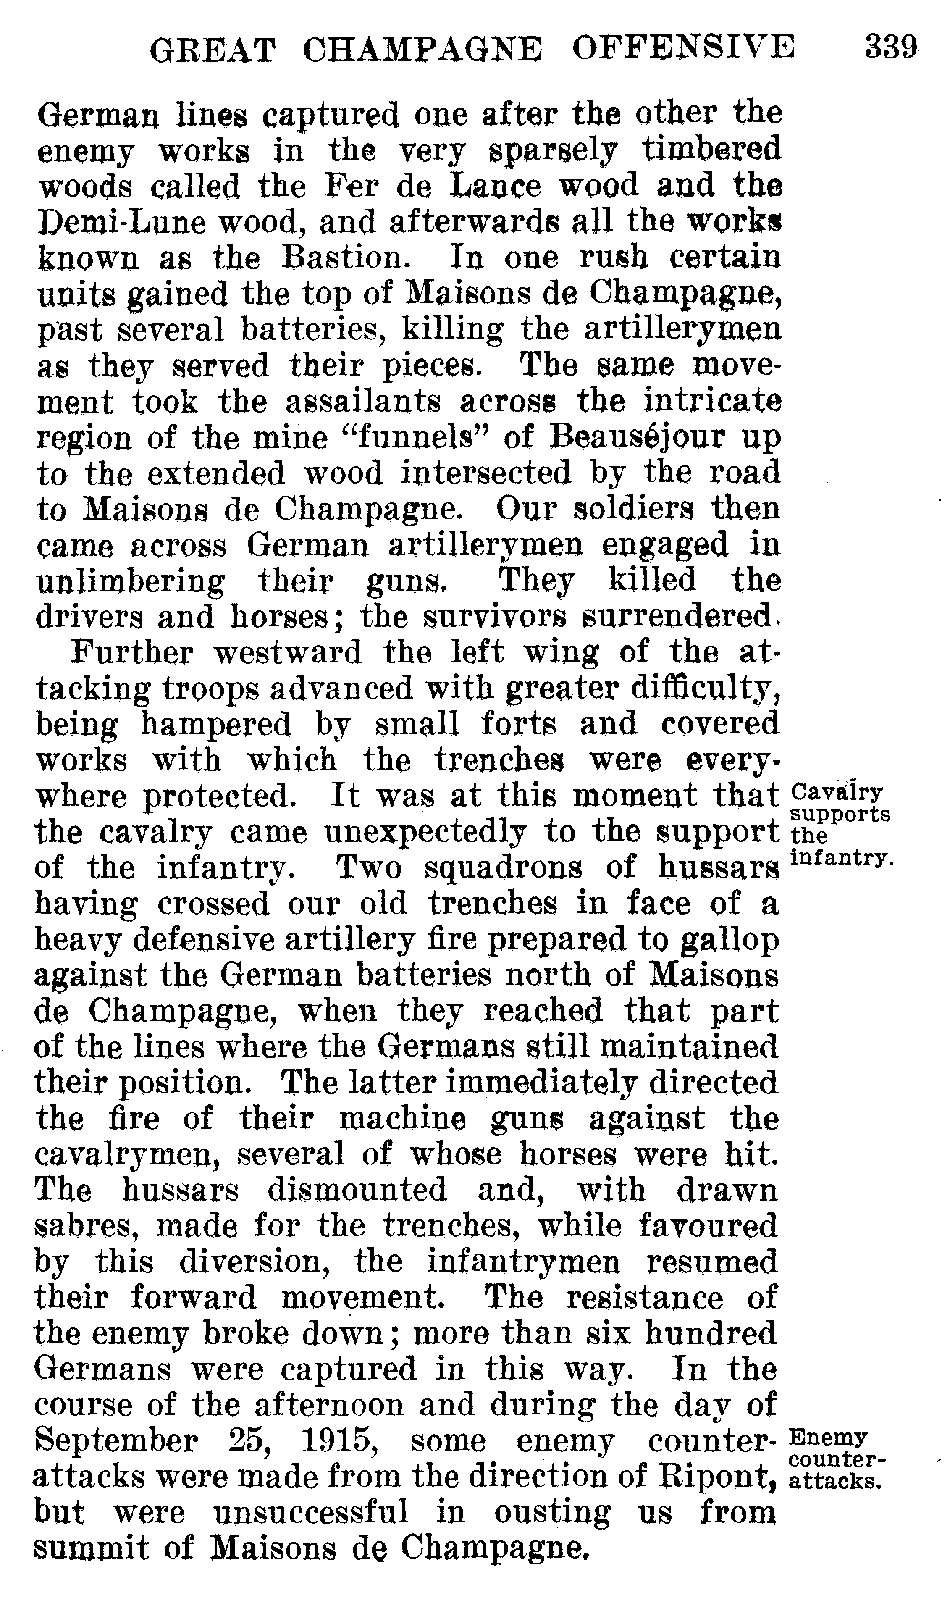 GREAT CHAMPAGNE OFFENSIVE 339
German lines captured one after the other the
enemy works in the very sparsely timbered
woods called the Fer de Lance wood and the
Demi-Lune wood, and afterwards all the works
known as the Bastion. In one rush certain
units gained the top of Maisons de Champagne,
past several batteries, killing the artillerymen
as they served their pieces. The same move-
ment took the assailants across the intricate
region of the mine “funnels” of Beauséjour up
to the extended wood intersected by the road
to Maisons de Champagne. Our soldiers then
came across German artillerymen engaged in
unlimbering their guns. They killed the
drivers and horses; the survivors surrendered.
Further westward the left wing of the at-
tacking troops advanced with greater difficulty,
being hampered by small forts and covered
works with which the trenches were every-
where protected. It was at this moment that
the cavalry came unexpectedly to the support
of the infantry. Two squadrons of hussars
having crossed our old trenches in face of a
heavy defensive artillery fire prepared to gallop
against the German batteries north of Maisons
de Champagne, when they reached that part
of the lines where the Germans still maintained
their position. The latter immediately directed
the fire of their machine guns against the
cavalrymen, several of whose horses were hit.
The hussars dismounted and, with drawn
sabres, made for the trenches, while favoured
by this diversion, the infantrymen resumed
their forward movement. The resistance of
the enemy broke down; more than six hundred
Germans were captured in this way. In the
course of the afternoon and during the day of
September 25, 1915, some enemy counter-
attacks were made from the direction of Ripont,
but were unsuccessful in ousting us from
summit of Maisons de Champagne.
Cavalry
supports
the
infantry.
Enemy
counter-
attacks.